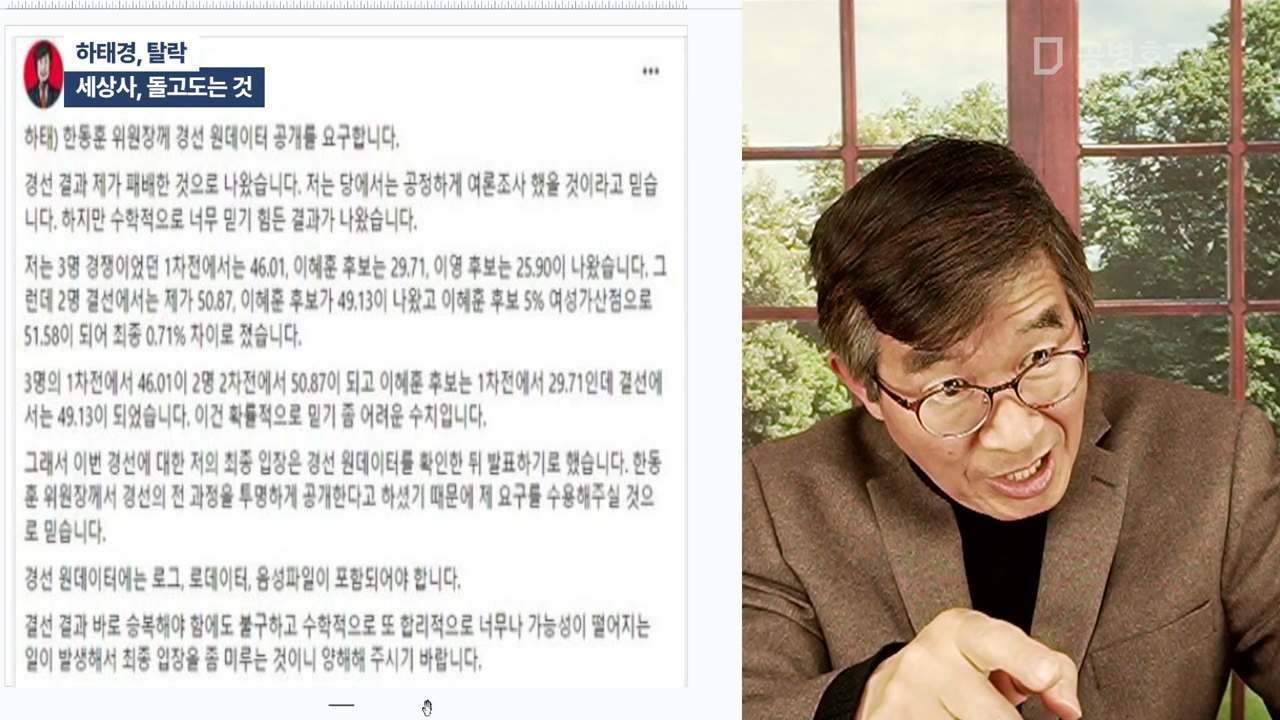 하태경, 탈락
세상사, 돌고도는 것
하태) 한동훈 위원장께 경선 원데이터 공개를 요구합니다.
경선 결과 제가 패배한 것으로 나왔습니다. 저는 당에서는 공정하게 여론조사 했을 것이라고 믿습
니다. 하지만 수학적으로 너무 믿기 힘든 결과가 나왔습니다.
저는 3명 경쟁이었던 1차전에서는 46.01, 이혜훈 후보는 29.71, 이영 후보는 25.90이 나왔습니다. 그
런데 2명 결선에서는 제가 50.87, 이혜훈 후보가 49.13이 나왔고 이혜훈 후보 5% 여성가산점으로
51.58이 되어 최종 0.71% 차이로 졌습니다.
3명의 1차전에서 46.01이 2명 2차전에서 50.87이 되고 이혜훈 후보는 1차전에서 29.71인데 결선에
서는 49.13이 되었습니다. 이건 확률적으로 믿기 좀 어려운 수치입니다.
그래서 이번 경선에 대한 저의 최종 입장은 경선 원데이터를 확인한 뒤 발표하기로 했습니다. 한동
훈 위원장께서 경선의 전 과정을 투명하게 공개한다고 하셨기 때문에 제 요구를 수용해주실 것으
로 믿습니다.
경선 원데이터에는 로그, 로데이터, 음성파일이 포함되어야 합니다.
결선 결과 바로 승복해야 함에도 불구하고 수학적으로 또 합리적으로 너무나 가능성이 떨어지는
일이 발생해서 최종 입장을 좀 미루는 것이니 양해해 주시기 바랍니다.